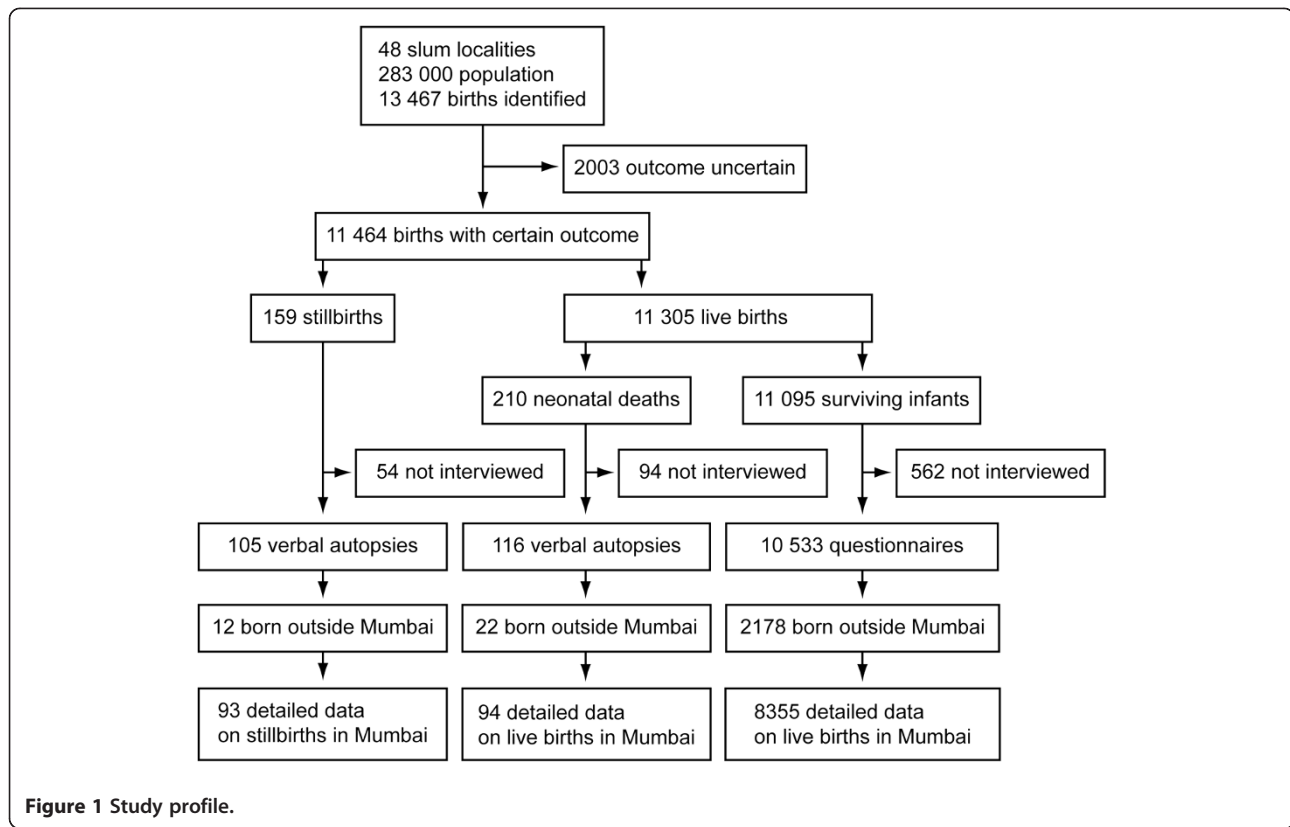 48 slum localities
283 000 population
13 467 births identified
2003 outcome uncertain
11 464 births with certain outcome
159 stillbirths
11 305 live births
210 neonatal deaths
11 095 surviving infants
54 not interviewed
94 not interviewed
562 not interviewed
105 verbal autopsies
116 verbal autopsies
10 533 questionnaires
12 born outside Mumbai
22 born outside Mumbai
2178 born outside Mumbai
93 detailed data
on stillbirths in Mumbai
94 detailed data
on live births in Mumbai
8355 detailed data
on live births in Mumbai
Figure 1 Study profile.